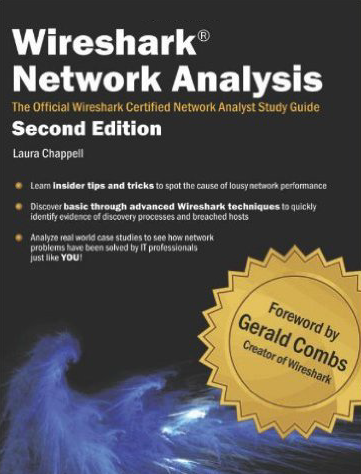 Wireshark®
Network Analysis
The Official Wireshark Certified Network Analyst Study Guide
Second Edition
Laura Chappell
Learn insider tips and tricks to spot the cause of lousy network performance
Discover basic through advanced Wireshark techniques to quickly
identify evidence of discovery processes and breached hosts
Analyze real world case studies to see how network
problems have been solved by IT professionals
just like YOU!
Foreword by
Gerald Combs
Creator of Wireshark